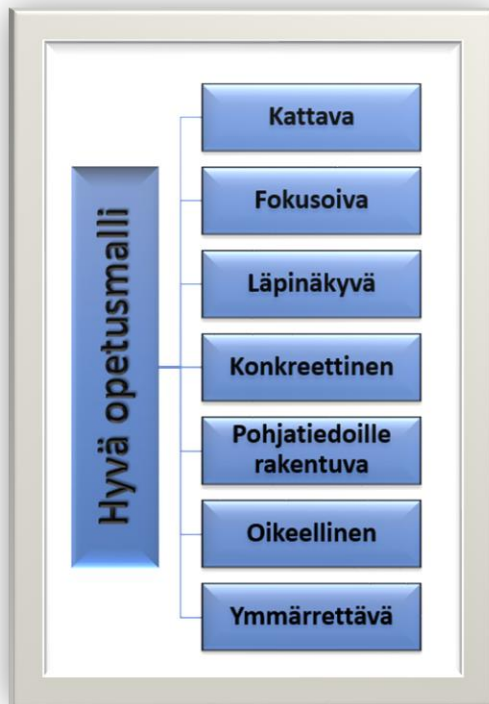 Hyvä opetusmalli
Kattava
Fokusoiva
Läpinäkyvä
Konkreettinen
Pohjatiedoille
rakentuva
Oikeellinen
Ymmärrettävä